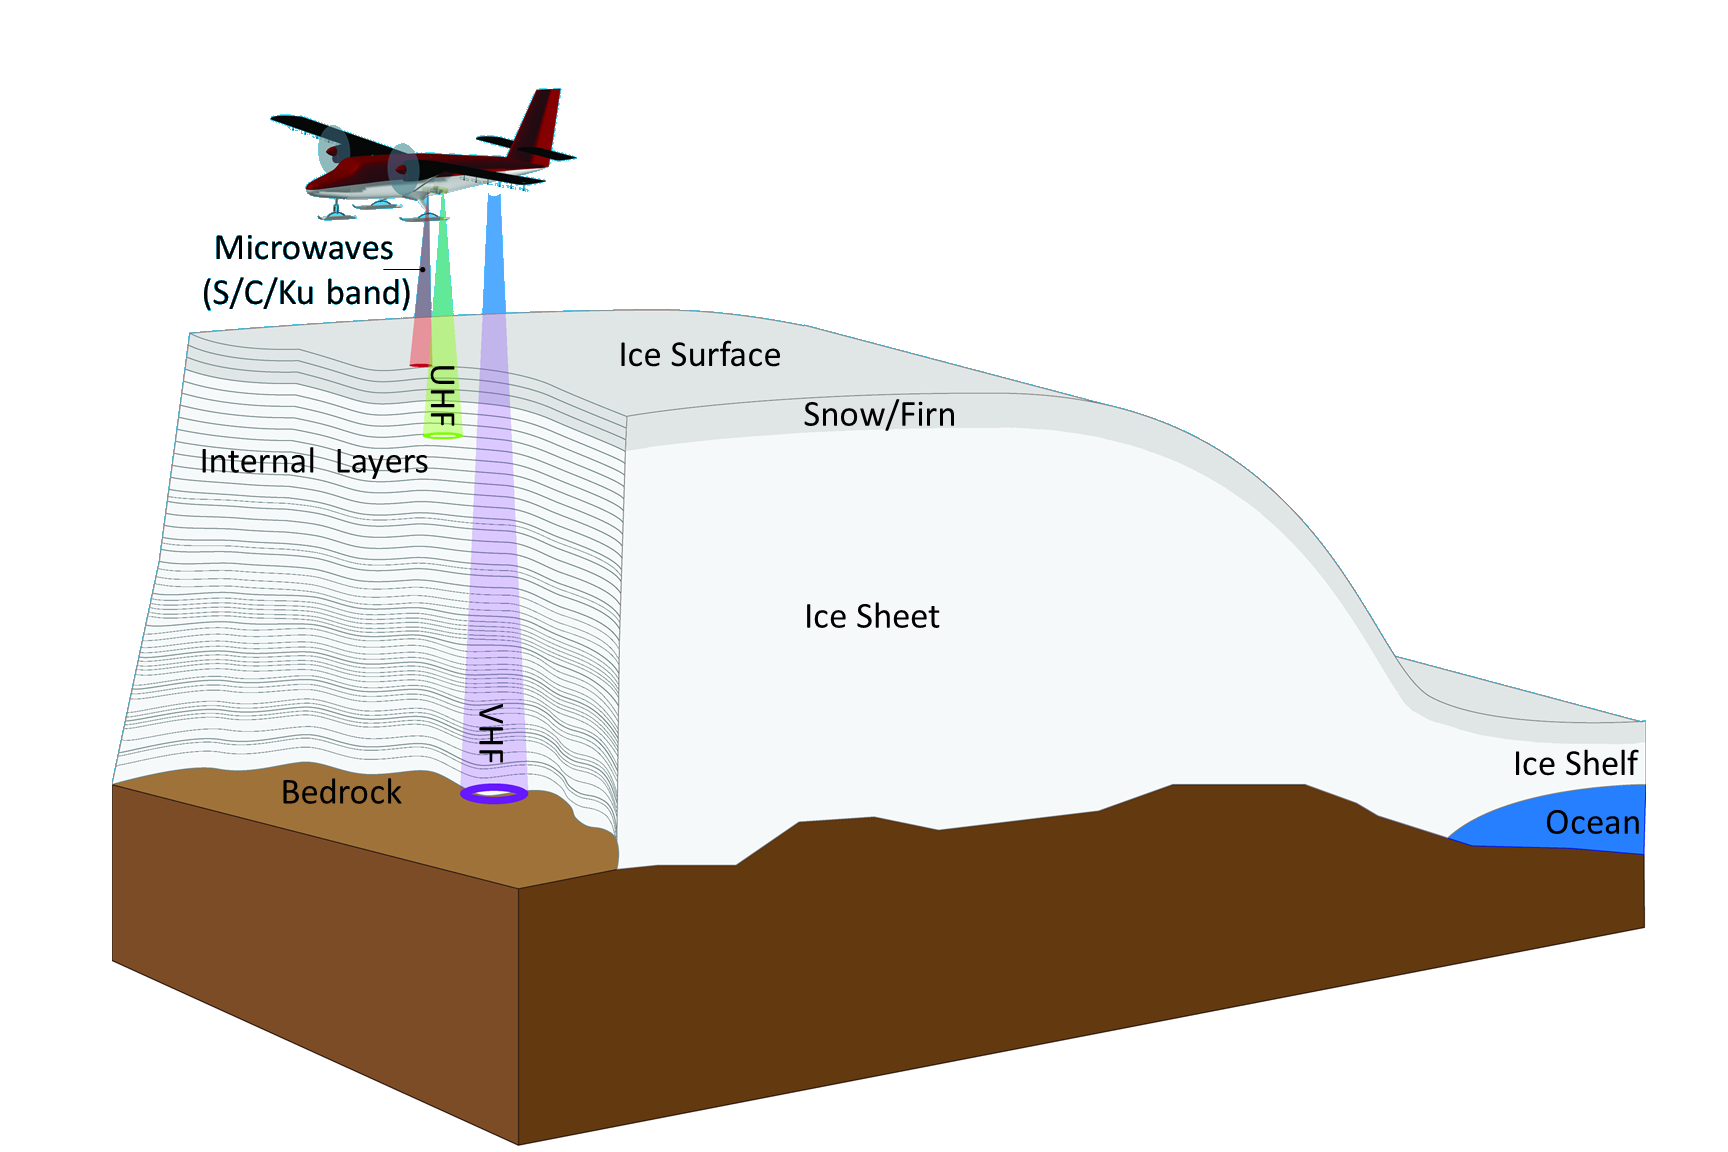 Microwaves
(S/C/Ku band)
UHF
Ice Surface
Snow/Firn
Internal Layers
Ice Sheet
VHF
Bedrock
Ice Shelf
Ocean